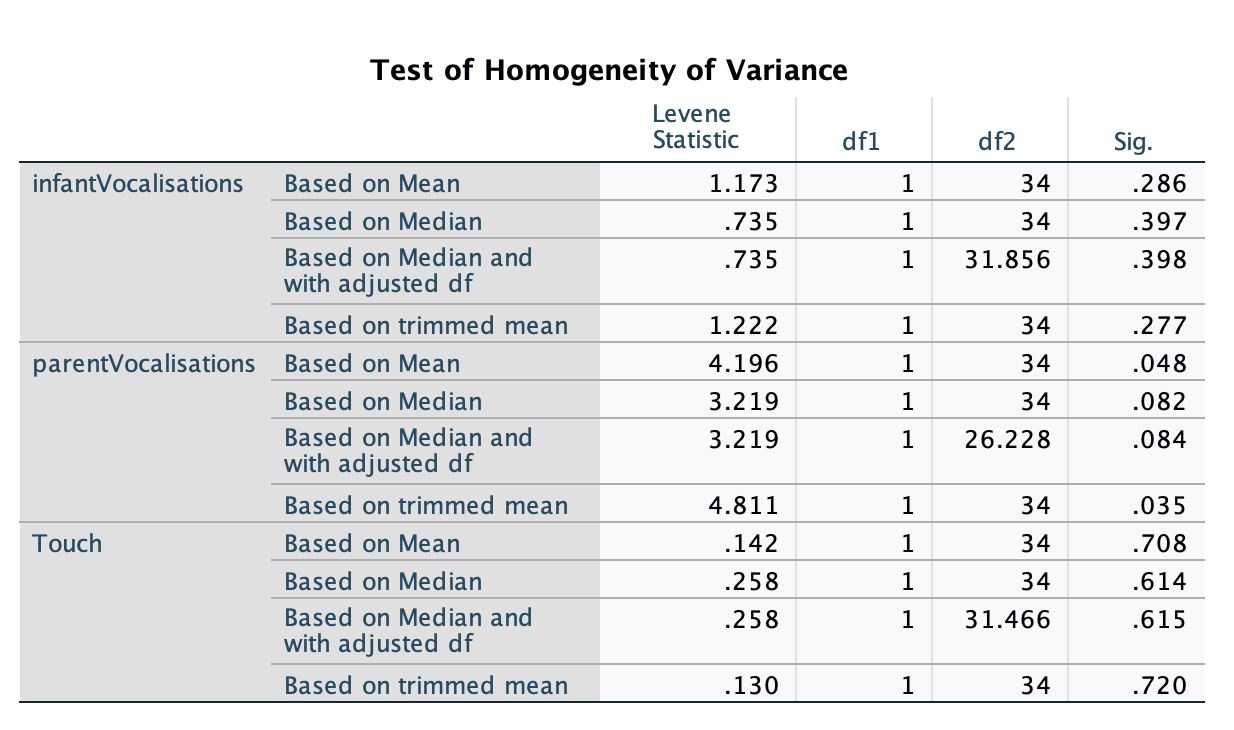 Test of Homogeneity of Variance
Levene Statistic df1 df2 Sig.
infantVocalisations Based on Mean 1.173 1 34 .286
Based on Median .735 1 34 .397
Based on Median and with adjusted df .735 1 31.856 .398
Based on trimmed mean 1.222 1 34 .277
parentVocalisations Based on Mean 4.196 1 34 .048
Based on Median 3.219 1 34 .082
Based on Median and with adjusted df 3.219 1 26.228 .084
Based on trimmed mean 4.811 1 34 .035
Touch Based on Mean .142 1 34 .708
Based on Median .258 1 34 .614
Based on Median and with adjusted df .258 1 31.466 .615
Based on trimmed mean .130 1 34 .720